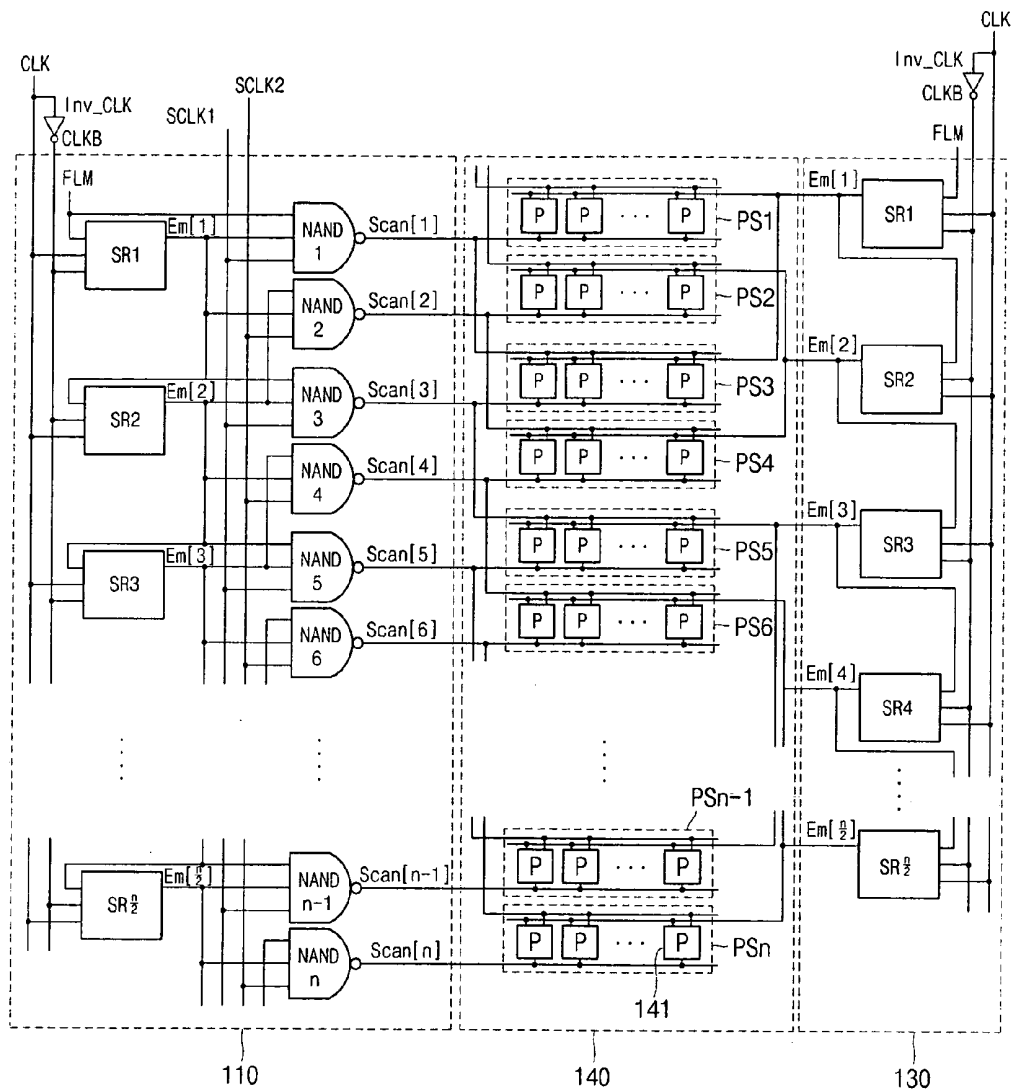 CLK
CLK
SCLK2
Inv_CLK
Inv_CLK
SCLK1
CLKB
CLKB
FLM
FLM
Em[1]
NAND 1
Scan[1]
P P · · · P
PS1
Em[1]
SR1
SR1
NAND 2
Scan[2]
P P · · · P
PS2
Em[2]
NAND 3
Scan[3]
P P · · · P
PS3
Em[2]
SR2
SR2
NAND 4
Scan[4]
P P · · · P
PS4
Em[3]
NAND 5
Scan[5]
P P · · · P
PS5
Em[3]
SR3
SR3
NAND 6
Scan[6]
P P · · · P
PS6
Em[4]
SR4
PSn-1
Em[n/2]
NAND n-1
Scan[n-1]
P P · · · P
Em[n/2]
SRn/2
SRn/2
NAND n
Scan[n]
P P · · · P
PSn
141
110
140
130